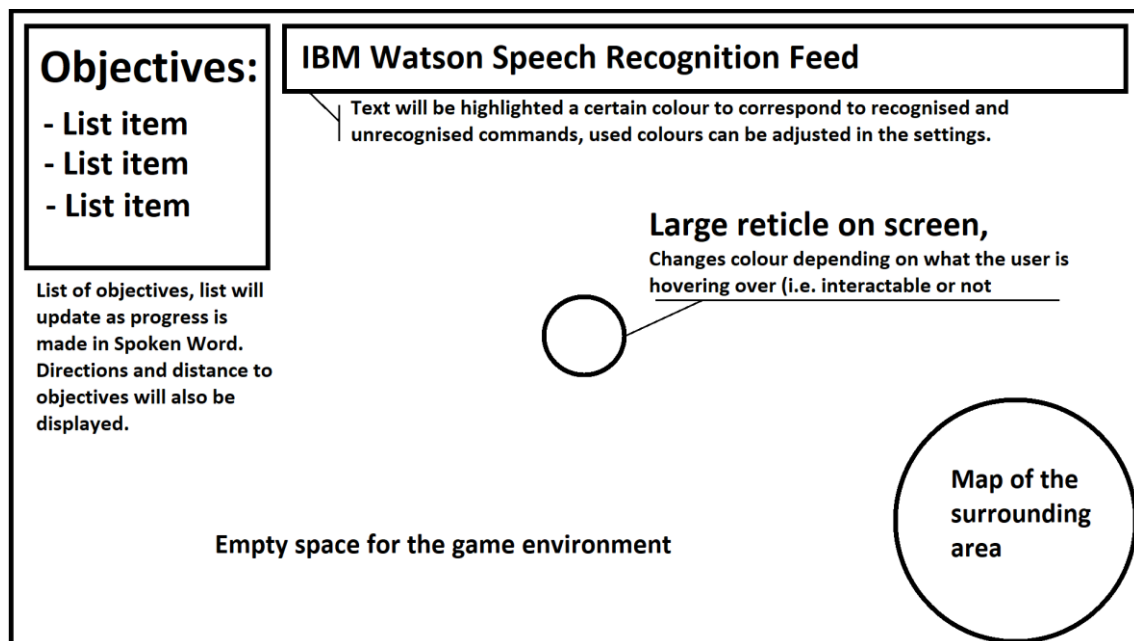 Objectives:
- List item
- List item
- List item
List of objectives, list will
update as progress is
made in Spoken Word.
Directions and distance to
objectives will also be
displayed.
IBM Watson Speech Recognition Feed
Text will be highlighted a certain colour to correspond to recognised and
unrecognised commands, used colours can be adjusted in the settings.
Large reticle on screen,
Changes colour depending on what the user is
hovering over (i.e. interactable or not
Map of the
surrounding
area
Empty space for the game environment